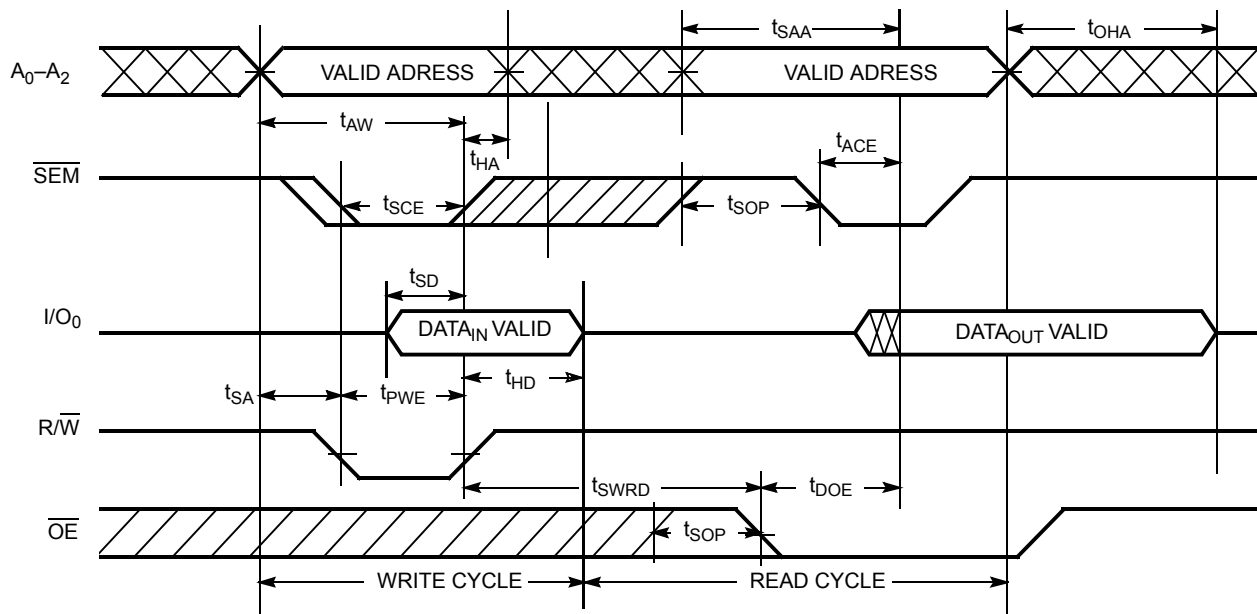 tSAA
tOHA
A0–A2
VALID ADRESS
VALID ADRESS
tAW
tHA
tACE
SEM
tSCE
tSOP
tSD
I/O0
DATAIN VALID
DATAOUT VALID
tHD
tSA
tPWE
R/W
tSWRD
tDOE
OE
tSOP
WRITE CYCLE
READ CYCLE